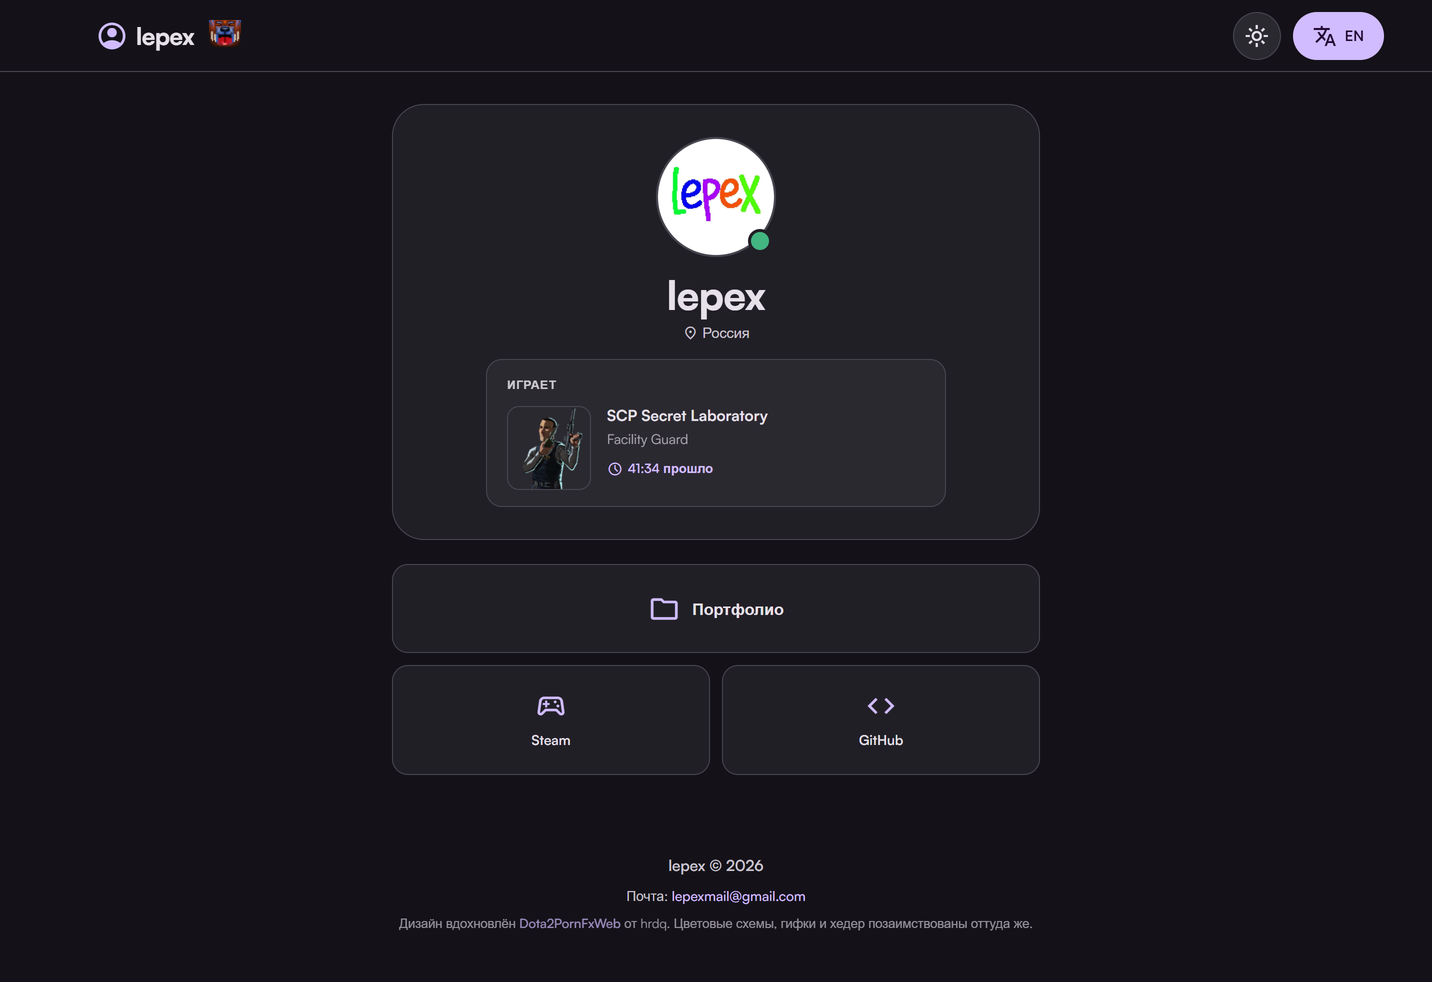 lepex
EN
Lepex
lepex
Россия
ИГРАЕТ
SCP Secret Laboratory
Facility Guard
41:34 прошло
Портфолио
Steam
GitHub
lepex © 2026
Почта: lepexmail@gmail.com
Дизайн вдохновлён Dota2PornFxWeb от hrdq. Цветовые схемы, гифки и хедер позаимствованы оттуда же.